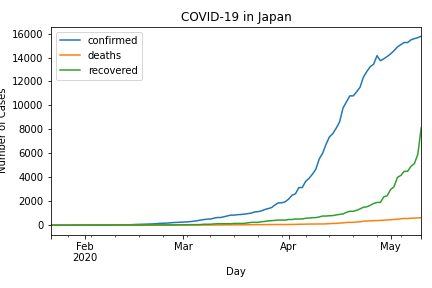 COVID-19 in Japan
confirmed
deaths
recovered
16000
14000
12000
10000
8000
6000
4000
2000
0
Number of Cases
Feb
2020
Mar
Apr
May
Day